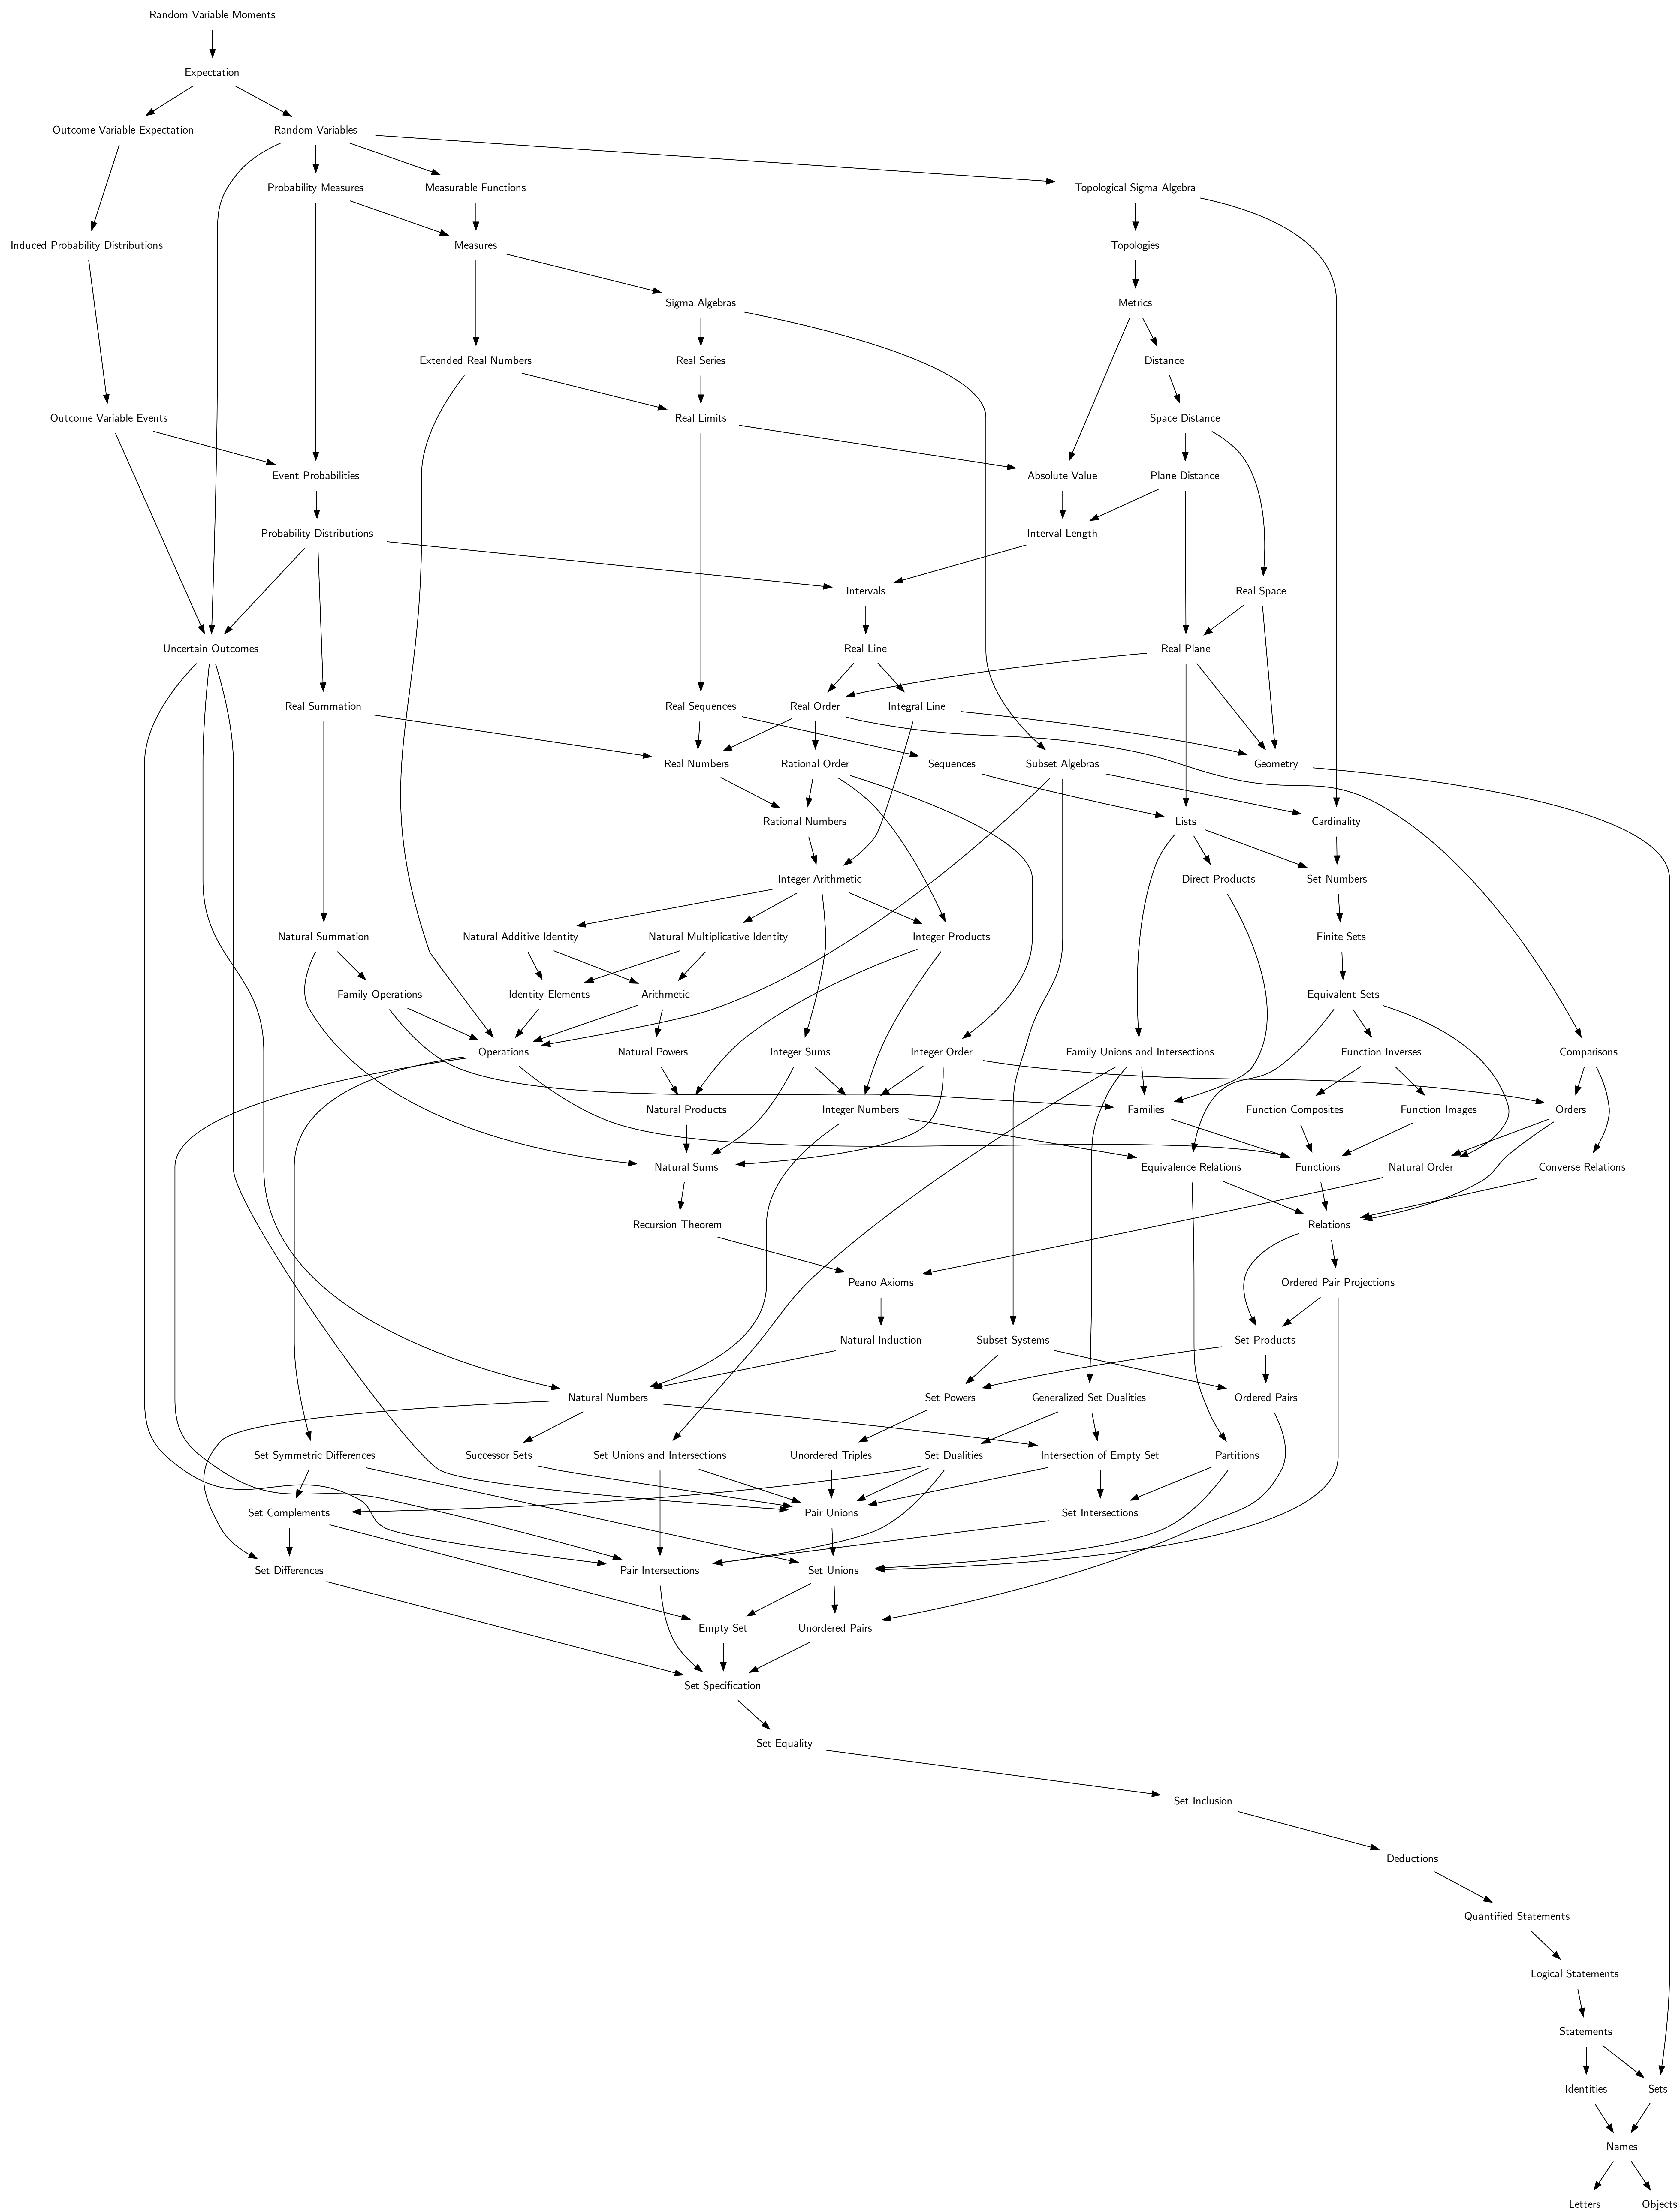 Random Variable Moments
Expectation
Outcome Variable Expectation
Random Variables
Probability Measures
Measurable Functions
Topological Sigma Algebra
Induced Probability Distributions
Measures
Topologies
Sigma Algebras
Metrics
Extended Real Numbers
Real Series
Distance
Outcome Variable Events
Real Limits
Space Distance
Event Probabilities
Absolute Value
Plane Distance
Probability Distributions
Interval Length
Intervals
Real Space
Uncertain Outcomes
Real Line
Real Plane
Real Summation
Real Sequences
Real Order
Integral Line
Real Numbers
Rational Order
Sequences
Subset Algebras
Geometry
Rational Numbers
Lists
Cardinality
Integer Arithmetic
Direct Products
Set Numbers
Natural Summation
Natural Additive Identity
Natural Multiplicative Identity
Integer Products
Finite Sets
Family Operations
Identity Elements
Arithmetic
Equivalent Sets
Operations
Natural Powers
Integer Sums
Integer Order
Family Unions and Intersections
Function Inverses
Comparisons
Natural Products
Integer Numbers
Families
Function Composites
Function Images
Orders
Natural Sums
Equivalence Relations
Functions
Natural Order
Converse Relations
Recursion Theorem
Relations
Peano Axioms
Ordered Pair Projections
Natural Induction
Subset Systems
Set Products
Natural Numbers
Set Powers
Generalized Set Dualities
Ordered Pairs
Set Symmetric Differences
Successor Sets
Set Unions and Intersections
Unordered Triples
Set Dualities
Intersection of Empty Set
Partitions
Set Complements
Pair Unions
Set Intersections
Set Differences
Pair Intersections
Set Unions
Empty Set
Unordered Pairs
Set Specification
Set Equality
Set Inclusion
Deductions
Quantified Statements
Logical Statements
Statements
Identities
Sets
Names
Letters
Objects